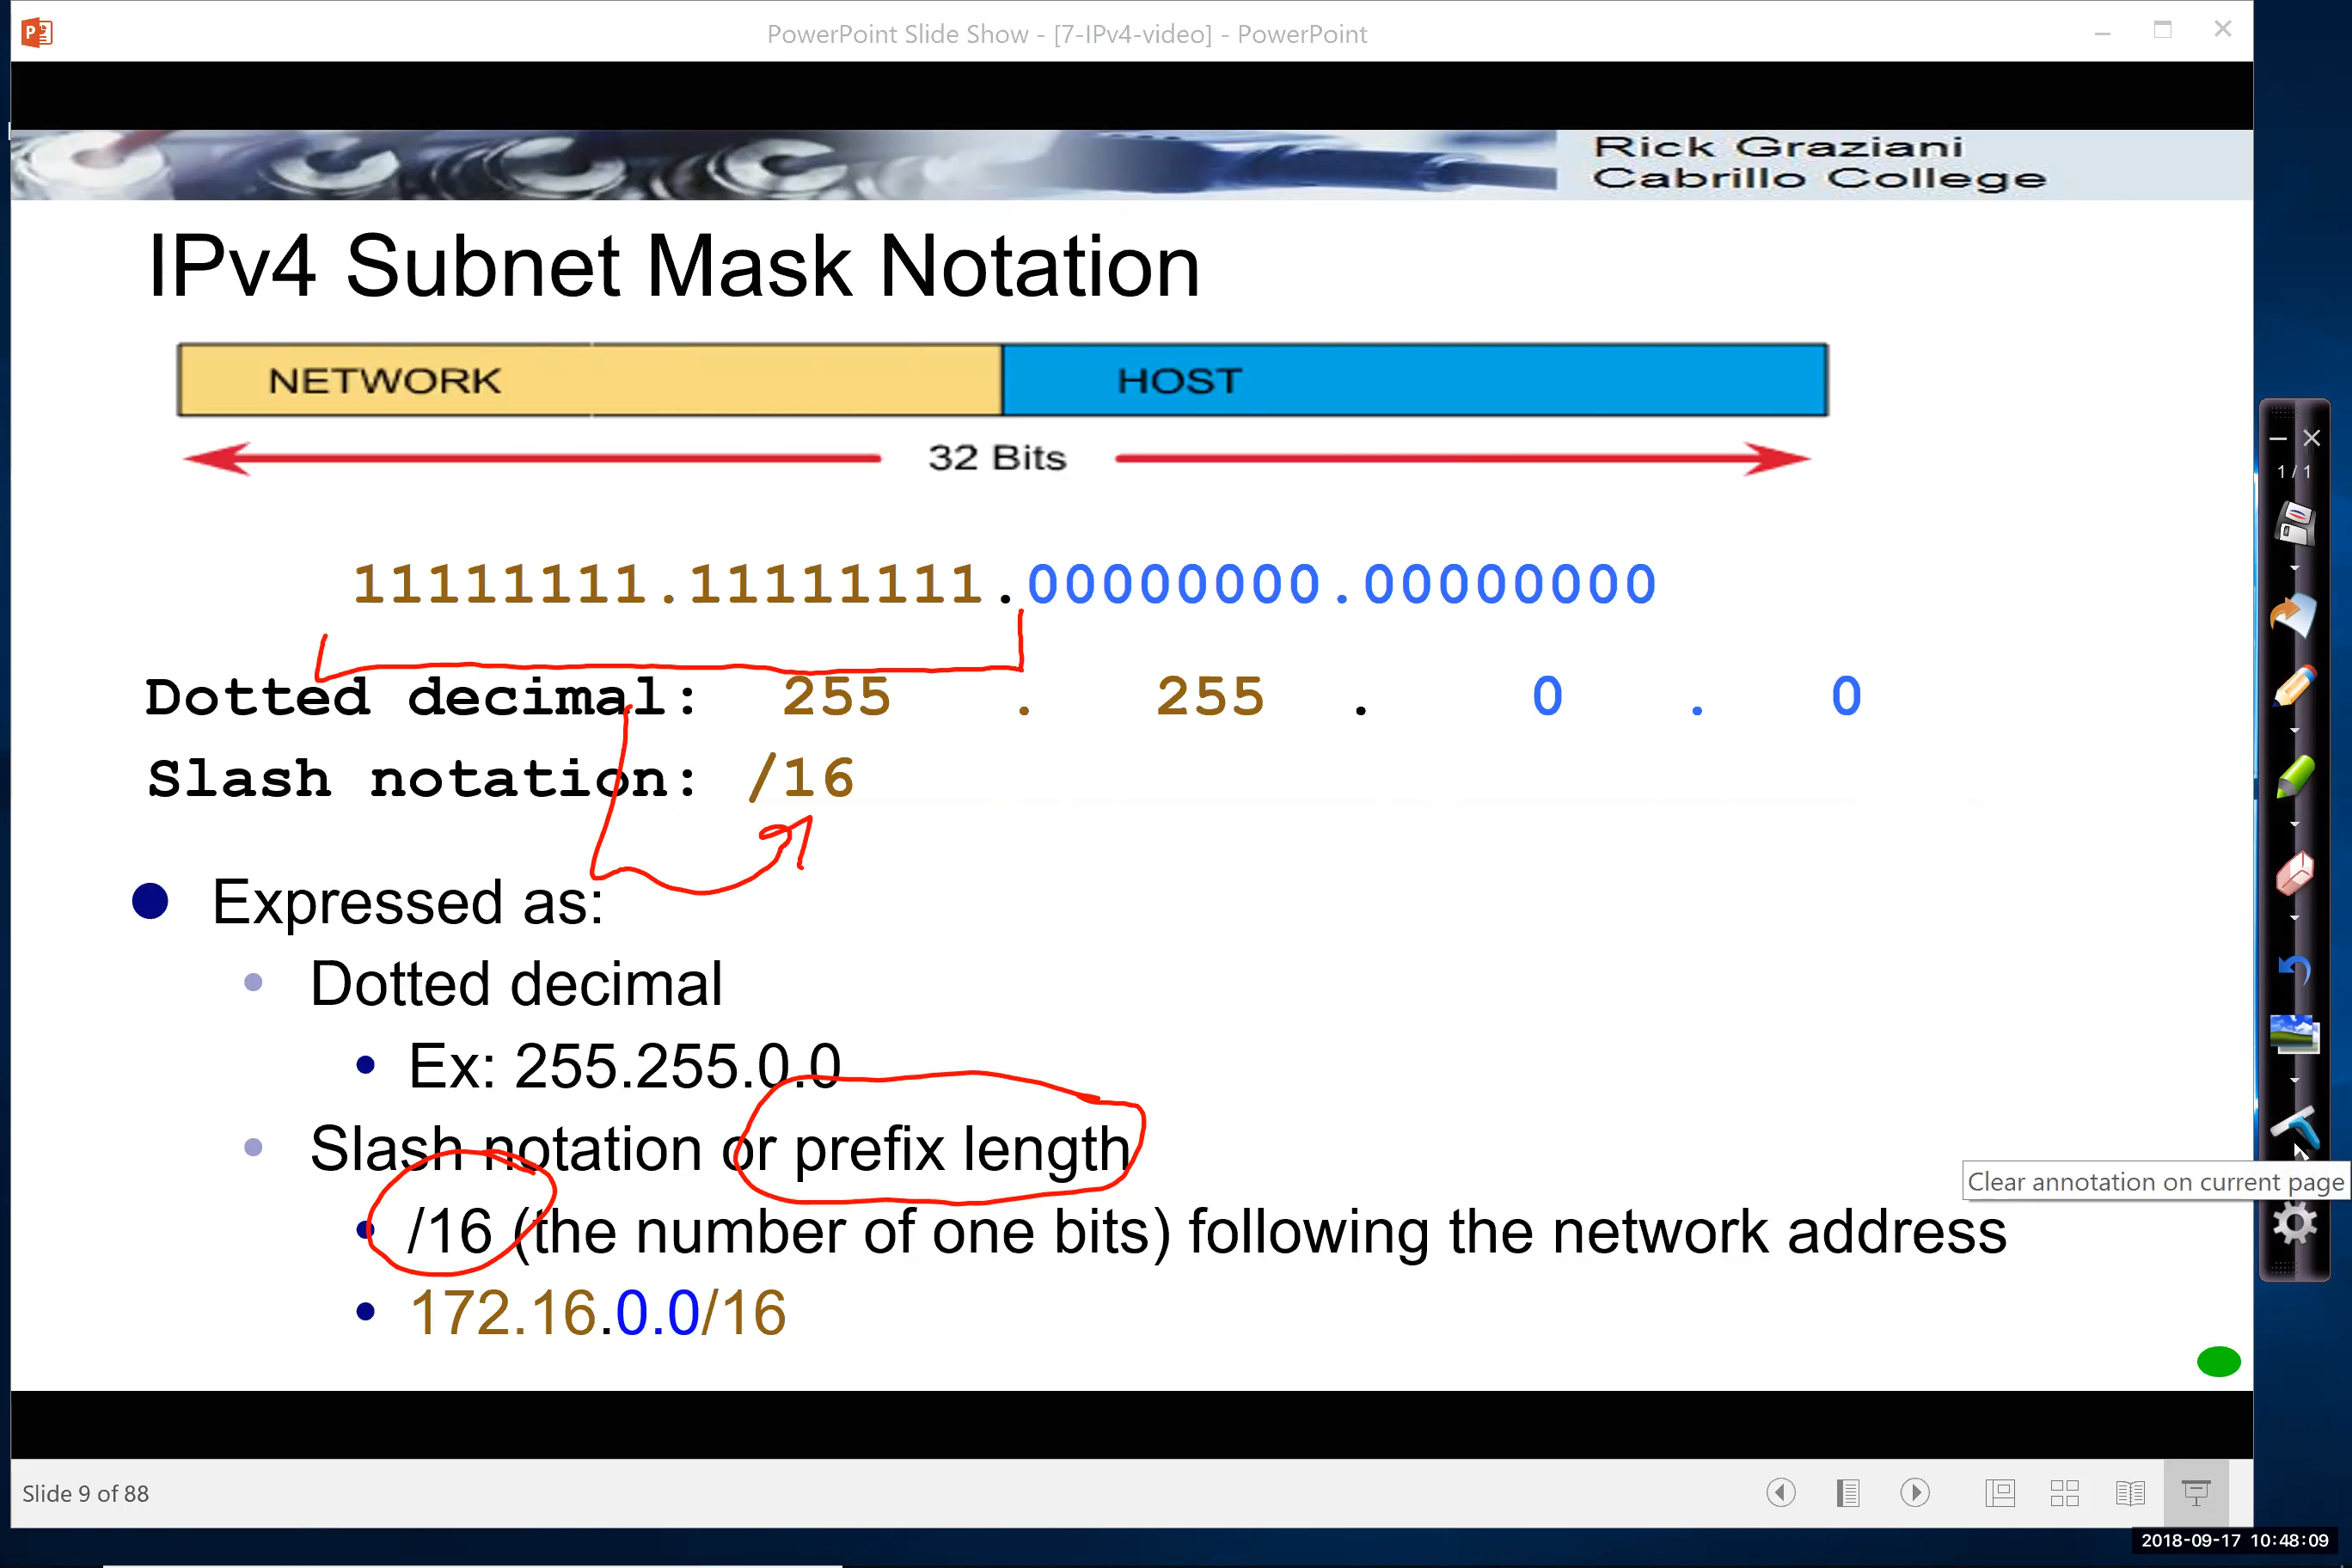 PowerPoint Slide Show - [7-IPv4-video] - PowerPoint
Rick Graziani
Cabrillo College
IPv4 Subnet Mask Notation
NETWORK HOST
32 Bits
1 / 1
11111111.11111111.00000000.00000000
Dotted decimal: 255 . 255 . 0 . 0
Slash notation: /16
Expressed as:
Dotted decimal
Ex: 255.255.0.0
Slash notation or prefix length
Clear annotation on current page
/16 (the number of one bits) following the network address
172.16.0.0/16
Slide 9 of 88
2018-09-17 10:48:09